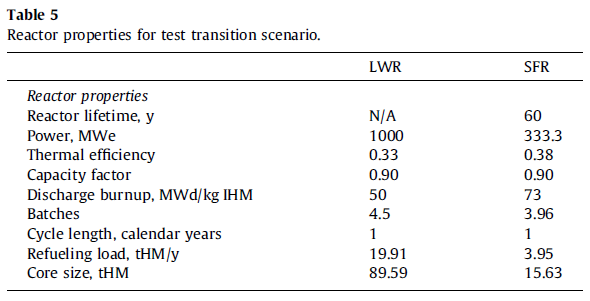 Table 5
Reactor properties for test transition scenario.
LWR SFR
Reactor properties
Reactor lifetime, y N/A 60
Power, MWe 1000 333.3
Thermal efficiency 0.33 0.38
Capacity factor 0.90 0.90
Discharge burnup, MWd/kg IHM 50 73
Batches 4.5 3.96
Cycle length, calendar years 1 1
Refueling load, tHM/y 19.91 3.95
Core size, tHM 89.59 15.63